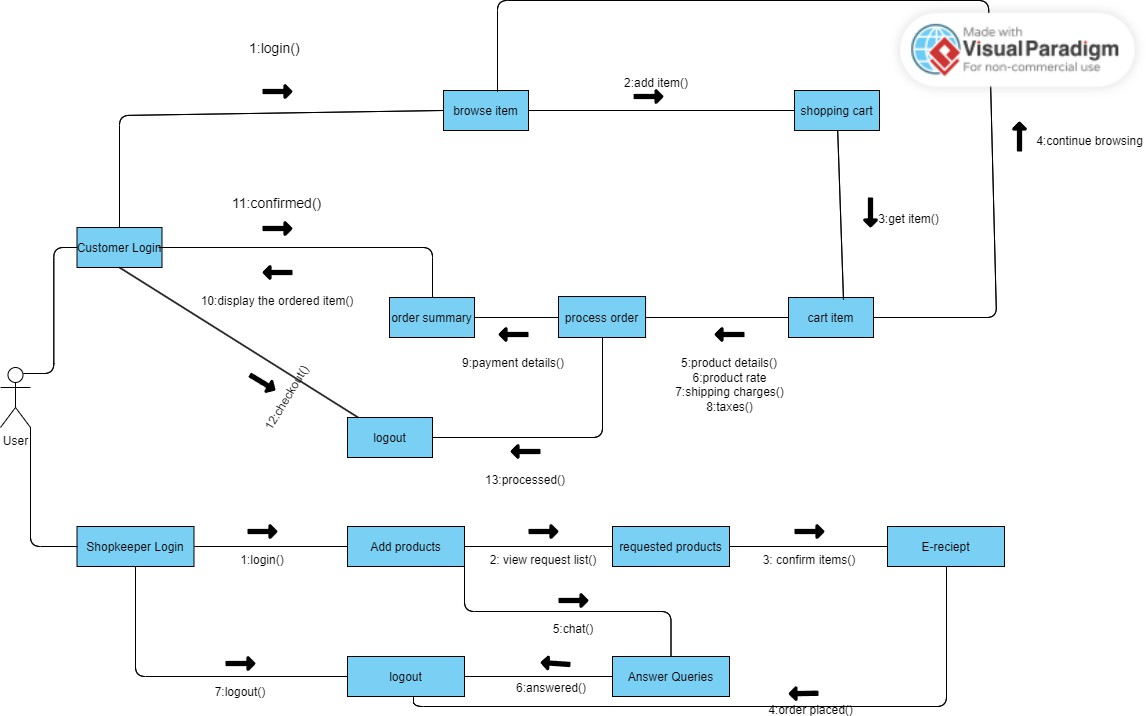 Made with
Visual Paradigm
For non-commercial use
1:login()
2:add item()
browse item
shopping cart
4:continue browsing
11:confirmed()
3:get item()
Customer Login
10:display the ordered item()
order summary
process order
cart item
9:payment details()
5:product details()
6:product rate
7:shipping charges()
8:taxes()
12:checkout()
User
logout
13:processed()
Shopkeeper Login
Add products
requested products
E-reciept
1:login()
2: view request list()
3: confirm items()
5:chat()
logout
Answer Queries
7:logout()
6:answered()
4:order placed()